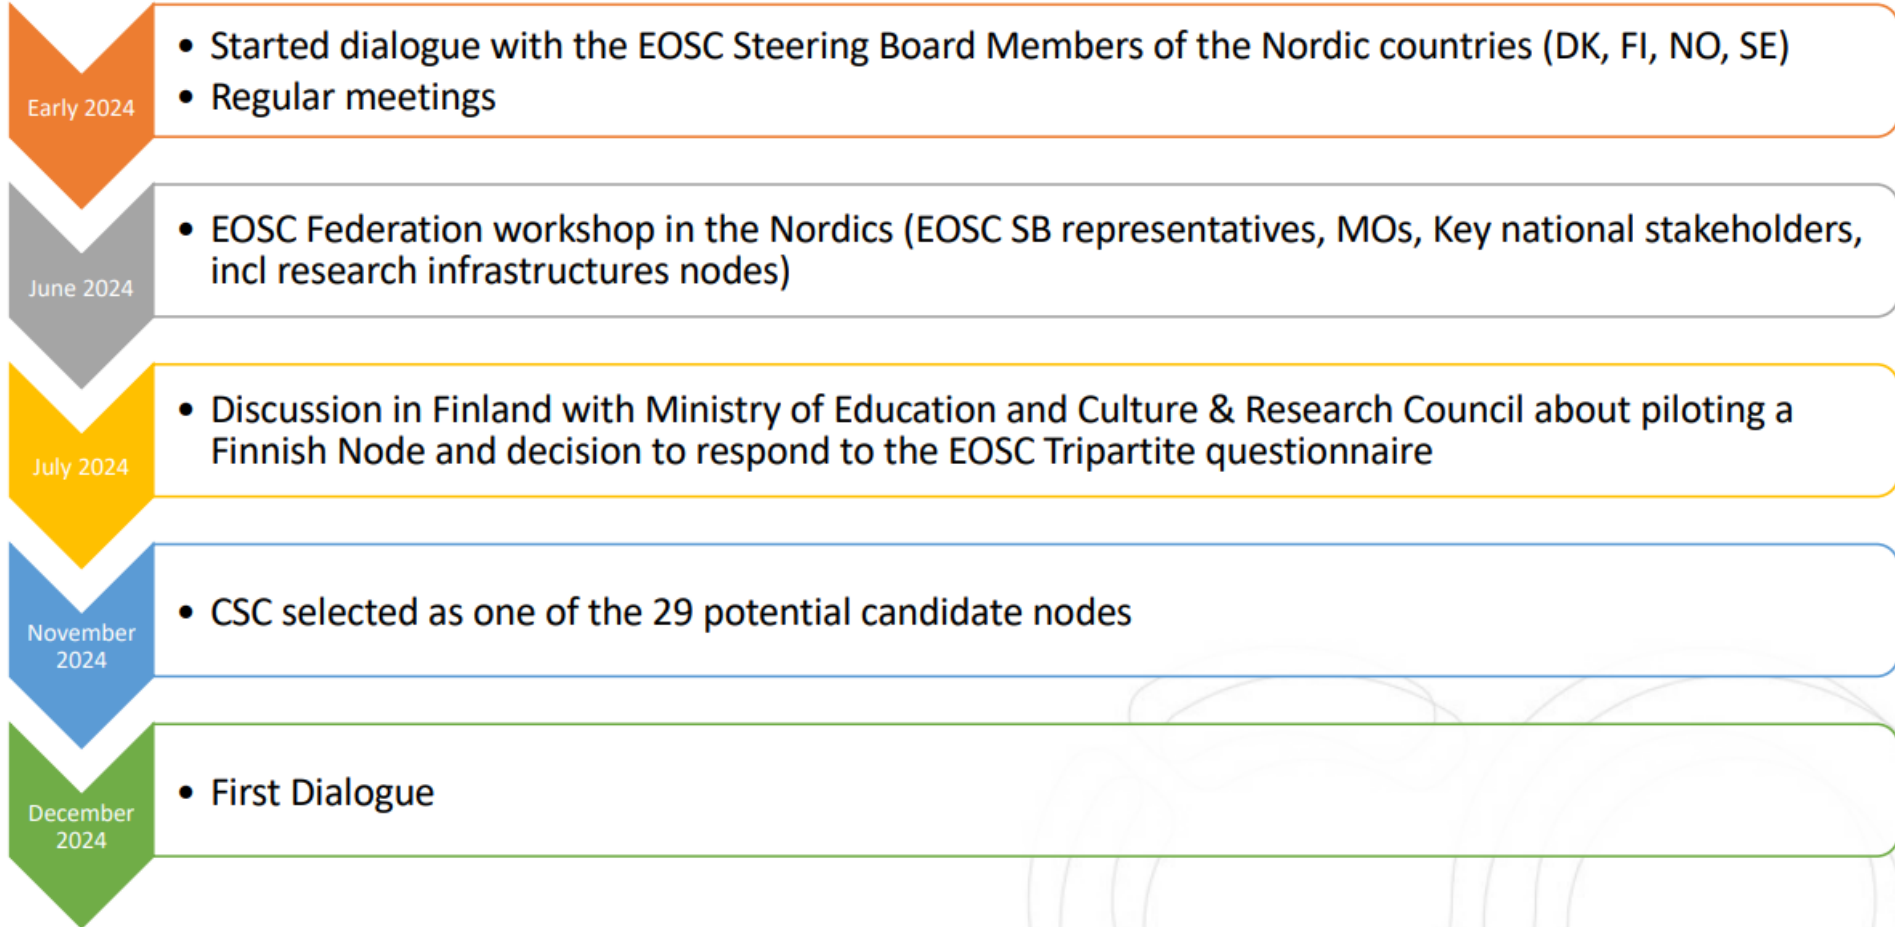 Early 2024
• Started dialogue with the EOSC Steering Board Members of the Nordic countries (DK, FI, NO, SE)
• Regular meetings
June 2024
• EOSC Federation workshop in the Nordics (EOSC SB representatives, MOs, Key national stakeholders,
incl research infrastructures nodes)
July 2024
• Discussion in Finland with Ministry of Education and Culture & Research Council about piloting a
Finnish Node and decision to respond to the EOSC Tripartite questionnaire
November
2024
• CSC selected as one of the 29 potential candidate nodes
December
2024
• First Dialogue